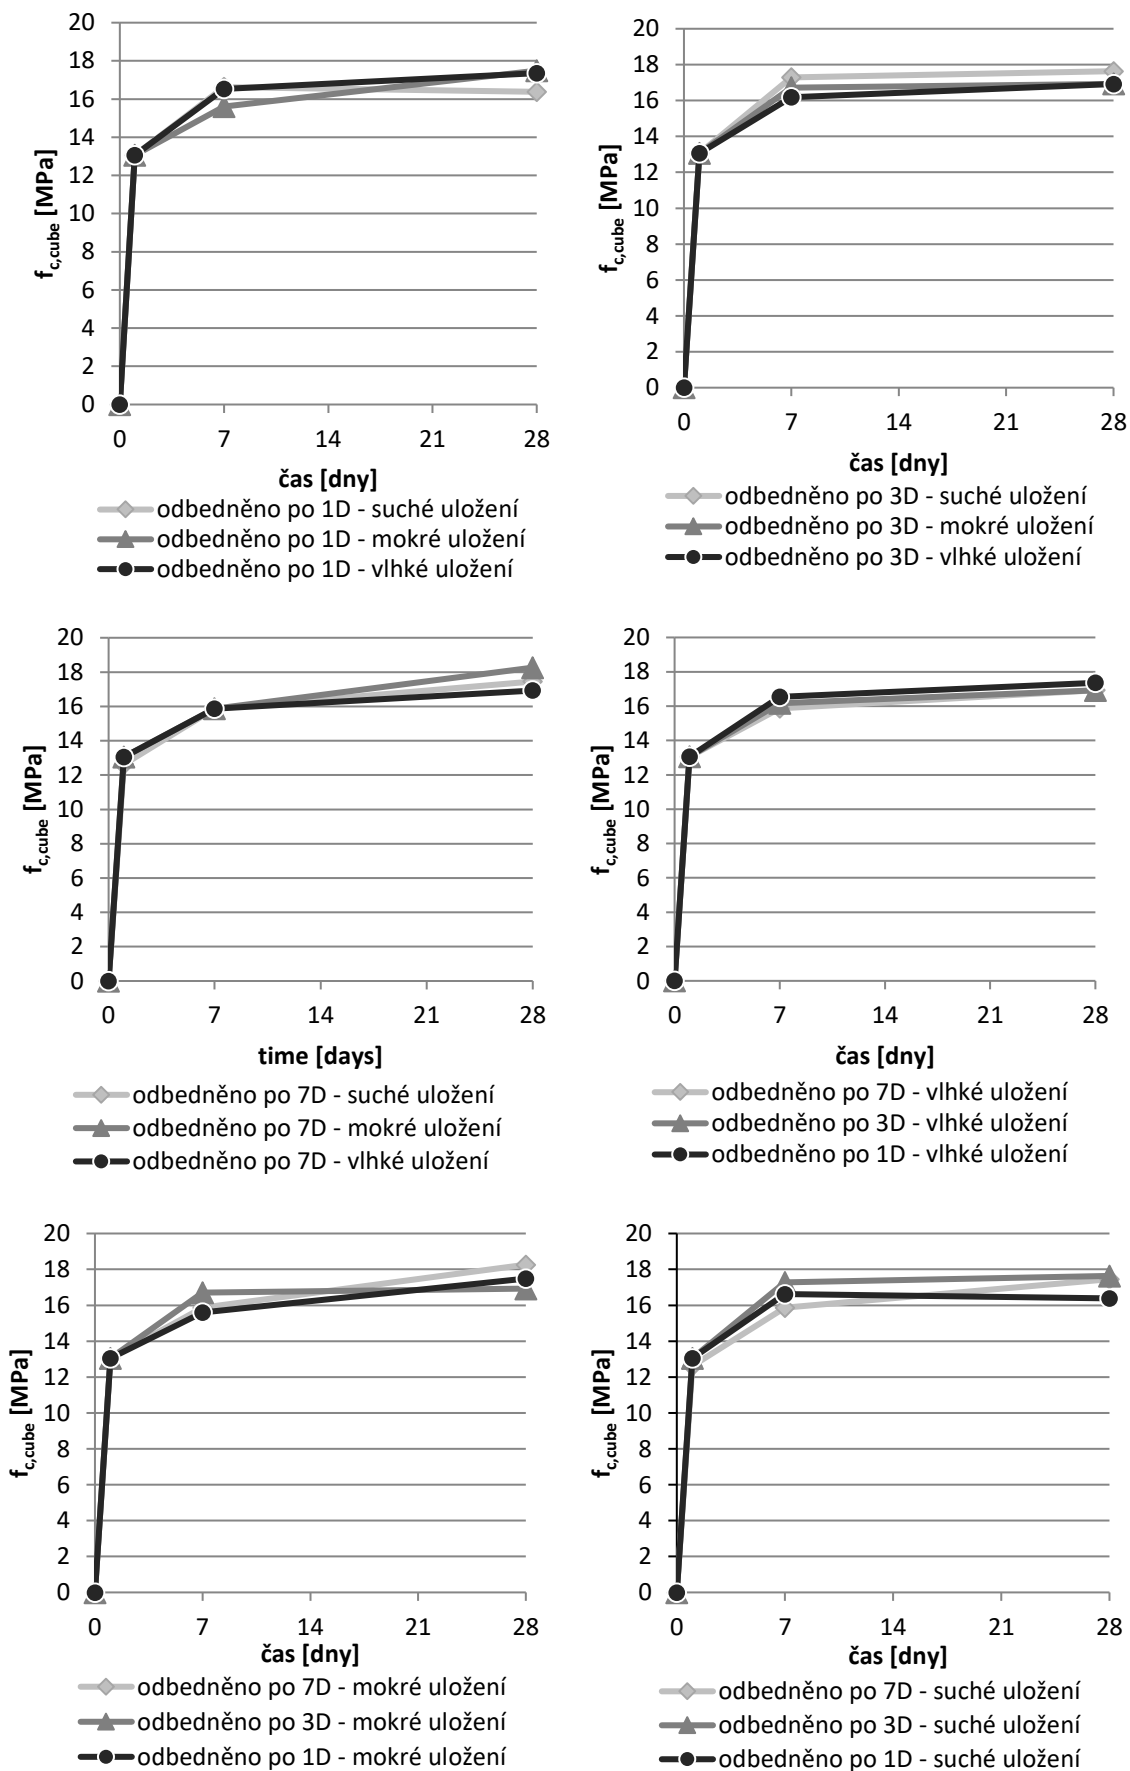 20
18
16
14
12
10
8
6
4
2
0
f c,cube [MPa]
0 7 14 21 28
čas [dny]
odbedněno po 1D - suché uložení
odbedněno po 1D - mokré uložení
odbedněno po 1D - vlhké uložení
20
18
16
14
12
10
8
6
4
2
0
f c,cube [MPa]
0 7 14 21 28
čas [dny]
odbedněno po 3D - suché uložení
odbedněno po 3D - mokré uložení
odbedněno po 3D - vlhké uložení
20
18
16
14
12
10
8
6
4
2
0
f c,cube [MPa]
0 7 14 21 28
time [days]
odbedněno po 7D - suché uložení
odbedněno po 7D - mokré uložení
odbedněno po 7D - vlhké uložení
20
18
16
14
12
10
8
6
4
2
0
f c,cube [MPa]
0 7 14 21 28
čas [dny]
odbedněno po 7D - vlhké uložení
odbedněno po 3D - vlhké uložení
odbedněno po 1D - vlhké uložení
20
18
16
14
12
10
8
6
4
2
0
f c,cube [MPa]
0 7 14 21 28
čas [dny]
odbedněno po 7D - mokré uložení
odbedněno po 3D - mokré uložení
odbedněno po 1D - mokré uložení
20
18
16
14
12
10
8
6
4
2
0
f c,cube [MPa]
0 7 14 21 28
čas [dny]
odbedněno po 7D - suché uložení
odbedněno po 3D - suché uložení
odbedněno po 1D - suché uložení